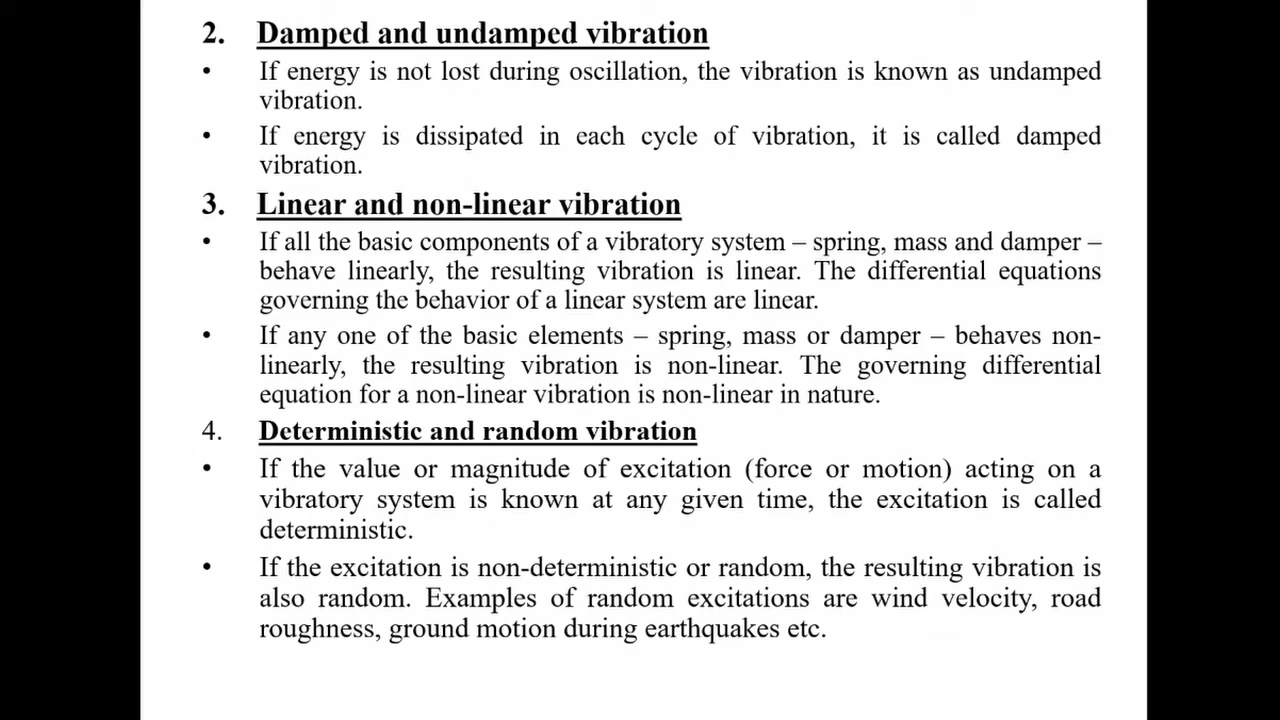 2. Damped and undamped vibration
• If energy is not lost during oscillation, the vibration is known as undamped
vibration.
• If energy is dissipated in each cycle of vibration, it is called damped
vibration.
3. Linear and non-linear vibration
• If all the basic components of a vibratory system – spring, mass and damper –
behave linearly, the resulting vibration is linear. The differential equations
governing the behavior of a linear system are linear.
• If any one of the basic elements – spring, mass or damper – behaves non-
linearly, the resulting vibration is non-linear. The governing differential
equation for a non-linear vibration is non-linear in nature.
4. Deterministic and random vibration
• If the value or magnitude of excitation (force or motion) acting on a
vibratory system is known at any given time, the excitation is called
deterministic.
• If the excitation is non-deterministic or random, the resulting vibration is
also random. Examples of random excitations are wind velocity, road
roughness, ground motion during earthquakes etc.